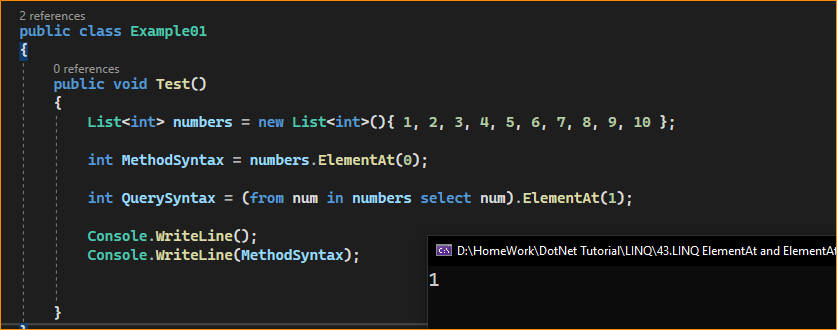 2 references
public class Example01
{
0 references
public void Test()
{
List<int> numbers = new List<int>(){ 1, 2, 3, 4, 5, 6, 7, 8, 9, 10 };
int MethodSyntax = numbers.ElementAt(0);
int QuerySyntax = (from num in numbers select num).ElementAt(1);
Console.WriteLine();
Console.WriteLine(MethodSyntax);
D:\HomeWork\DotNet Tutorial\LINQ\43.LINQ ElementAt and ElementAt
1
}
}